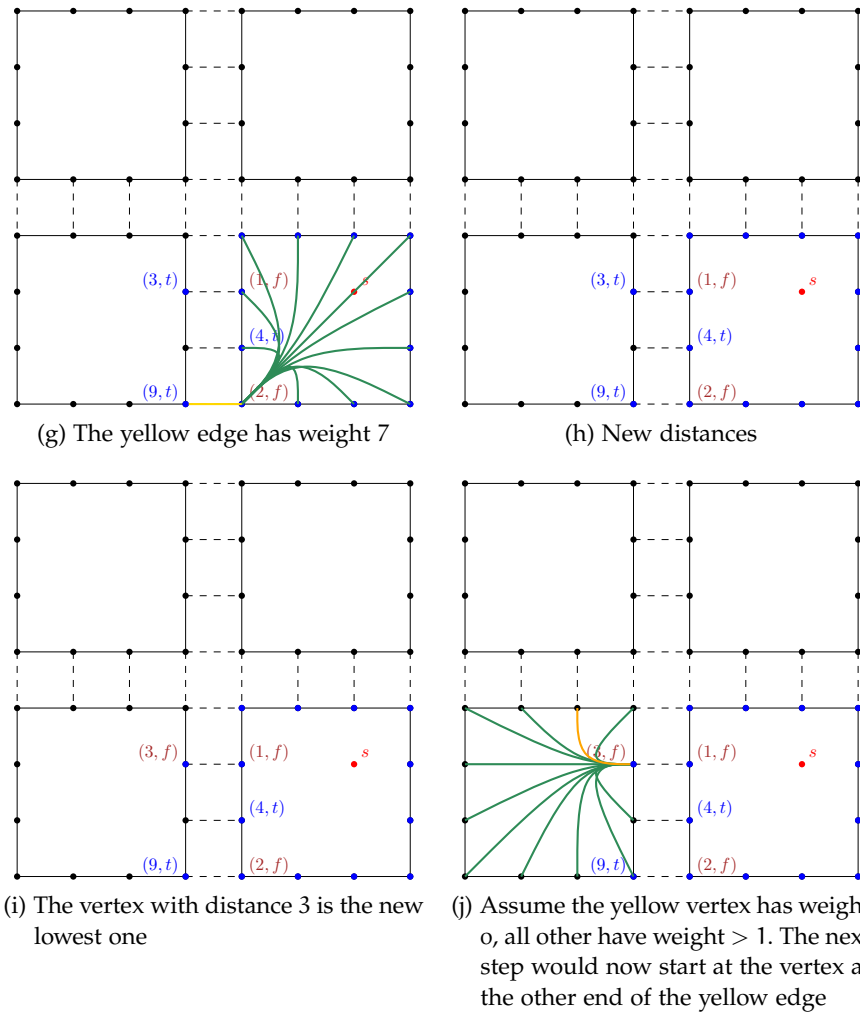 (3, t) (1, f) s
(4, t)
(9, t) (2, f)
(3, t) (1, f) s
(4, t)
(9, t) (2, f)
(g) The yellow edge has weight 7
(h) New distances
(3, f) (1, f) s
(4, t)
(9, t) (2, f)
(3, f) (1, f) s
(4, t)
(9, t) (2, f)
(i) The vertex with distance 3 is the new
lowest one
(j) Assume the yellow vertex has weigh
0, all other have weight > 1. The nex
step would now start at the vertex a
the other end of the yellow edge